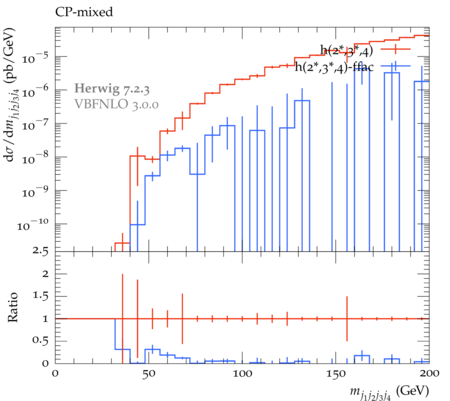 CP-mixed
h(2*,3*,4)
h(2*,3*,4)-ffac
Herwig 7.2.3
VBFNLO 3.0.0
dσ/dm_{j₁j₂j₃j₄} (pb/GeV)
10⁻⁵
10⁻⁶
10⁻⁷
10⁻⁸
10⁻⁹
10⁻¹⁰
2.5
2
1.5
1
0.5
0
Ratio
0 50 100 150 200
m_{j₁j₂j₃j₄} (GeV)